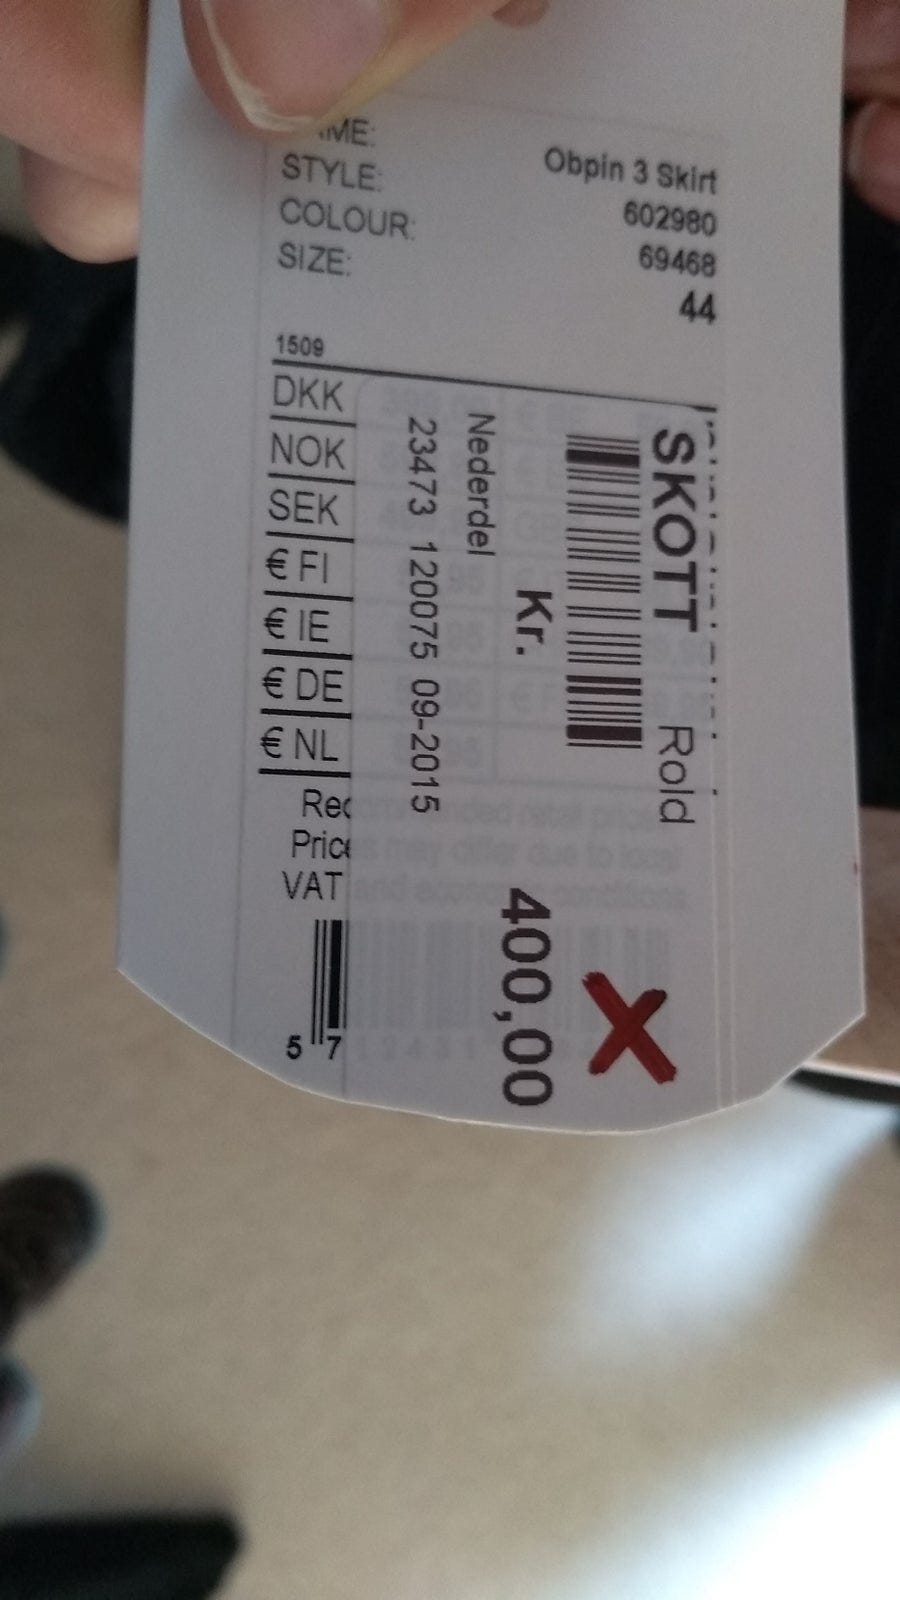 Obpin 3 Skirt
STYLE: 602980
COLOUR: 69468
SIZE: 44
1509
DKK
NOK
SEK
€ FI
€ IE
€ DE
€ NL
VAT
5 7
SKOTT Rold
Kr. 400,00
Nederdel
23473 120075 09-2015